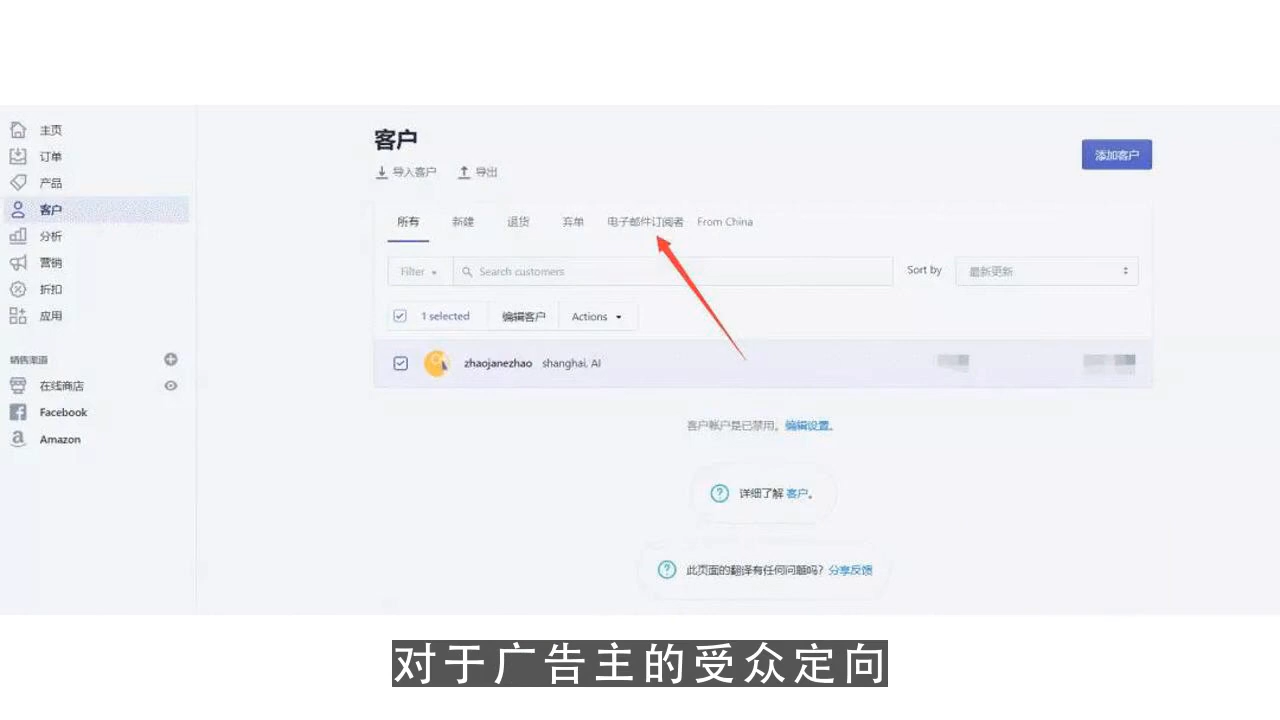 主页
订单
产品
客户
分析
营销
折扣
应用
销售渠道
在线商店
Facebook
Amazon
客户
导入客户 导出
添加客户
所有 新建 退货 弃单 电子邮件订阅者 From China
Filter Search customers Sort by 最新更新
1 selected 编辑客户 Actions
zhaojanezhao shanghai, AI
客户帐户是已禁用。编辑设置。
详细了解 客户。
此页面的翻译有任何问题吗？分享反馈
对于广告主的受众定向